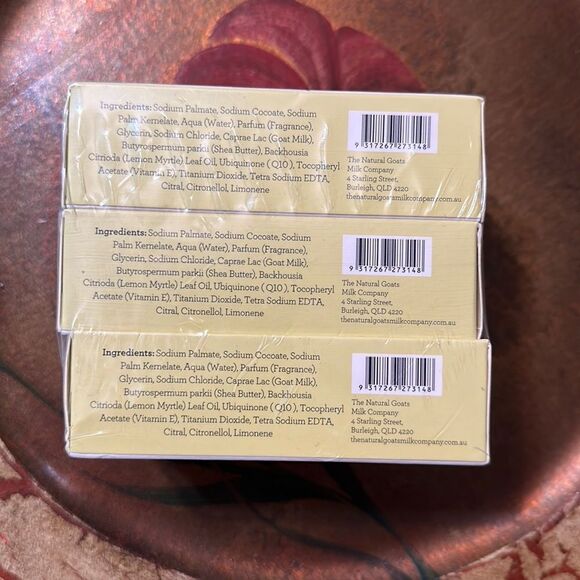 Ingredients: Sodium Palmate, Sodium Cocoate, Sodium
Palm Kernelate, Aqua (Water), Parfum (Fragrance),
Glycerin, Sodium Chloride, Caprae Lac (Goat Milk),
Butyrospermum parkii (Shea Butter), Backhousia
Citrioda (Lemon Myrtle) Leaf Oil, Ubiquinone ( Q10 ), Tocopheryl
Acetate (Vitamin E), Titanium Dioxide, Tetra Sodium EDTA,
Citral, Citronellol, Limonene
9 317267 273148
The Natural Goats
Milk Company
4 Starling Street,
Burleigh, QLD 4220
thenaturalgoatsmilkcompany.com.au
Ingredients: Sodium Palmate, Sodium Cocoate, Sodium
Palm Kernelate, Aqua (Water), Parfum (Fragrance),
Glycerin, Sodium Chloride, Caprae Lac (Goat Milk),
Butyrospermum parkii (Shea Butter), Backhousia
Citrioda (Lemon Myrtle) Leaf Oil, Ubiquinone ( Q10 ), Tocopheryl
Acetate (Vitamin E), Titanium Dioxide, Tetra Sodium EDTA,
Citral, Citronellol, Limonene
9 317267 273148
The Natural Goats
Milk Company
4 Starling Street,
Burleigh, QLD 4220
thenaturalgoatsmilkcompany.com.au
Ingredients: Sodium Palmate, Sodium Cocoate, Sodium
Palm Kernelate, Aqua (Water), Parfum (Fragrance),
Glycerin, Sodium Chloride, Caprae Lac (Goat Milk),
Butyrospermum parkii (Shea Butter), Backhousia
Citrioda (Lemon Myrtle) Leaf Oil, Ubiquinone ( Q10 ), Tocopheryl
Acetate (Vitamin E), Titanium Dioxide, Tetra Sodium EDTA,
Citral, Citronellol, Limonene
9 317267 273148
The Natural Goats
Milk Company
4 Starling Street,
Burleigh, QLD 4220
thenaturalgoatsmilkcompany.com.au